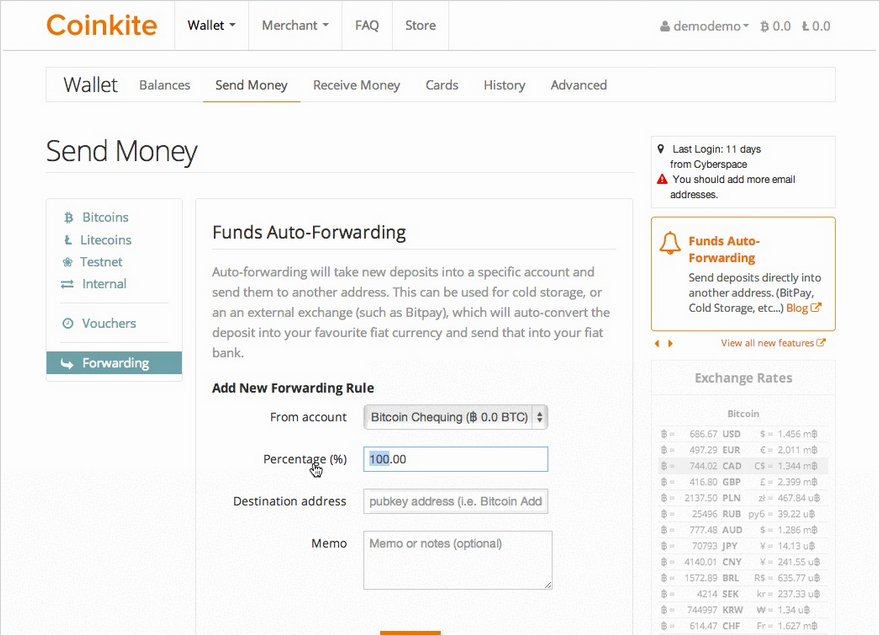 Coinkite
Wallet
Merchant
FAQ
Store
demodemo
฿ 0.0
Ł 0.0
Wallet
Balances
Send Money
Receive Money
Cards
History
Advanced
Send Money
Last Login: 11 days
from Cyberspace
You should add more email
addresses.
Bitcoins
Litecoins
Testnet
Internal
Vouchers
Forwarding
Funds Auto-Forwarding
Auto-forwarding will take new deposits into a specific account and
send them to another address. This can be used for cold storage, or
an an external exchange (such as Bitpay), which will auto-convert the
deposit into your favourite fiat currency and send that into your fiat
bank.
Add New Forwarding Rule
From account
Bitcoin Chequing (฿ 0.0 BTC)
Percentage (%)
100.00
Destination address
pubkey address (i.e. Bitcoin Add
Memo
Memo or notes (optional)
Funds Auto-
Forwarding
Send deposits directly into
another address. (BitPay,
Cold Storage, etc...) Blog
View all new features
Exchange Rates
Bitcoin
฿ = 686.67 USD $ = 1.456 m฿
฿ = 497.29 EUR € = 2.011 m฿
฿ = 744.02 CAD C$ = 1.344 m฿
฿ = 416.80 GBP £ = 2.399 m฿
฿ = 2137.50 PLN zł = 467.84 u฿
฿ = 25496 RUB руб = 39.22 u฿
฿ = 777.48 AUD $ = 1.286 m฿
฿ = 70793 JPY ¥ = 14.13 u฿
฿ = 4140.01 CNY ¥ = 241.55 u฿
฿ = 1572.89 BRL R$ = 635.77 u฿
฿ = 4214 SEK kr = 237.33 u฿
฿ = 744997 KRW ₩ = 1.34 u฿
฿ = 614.47 CHF Fr = 1.627 m฿